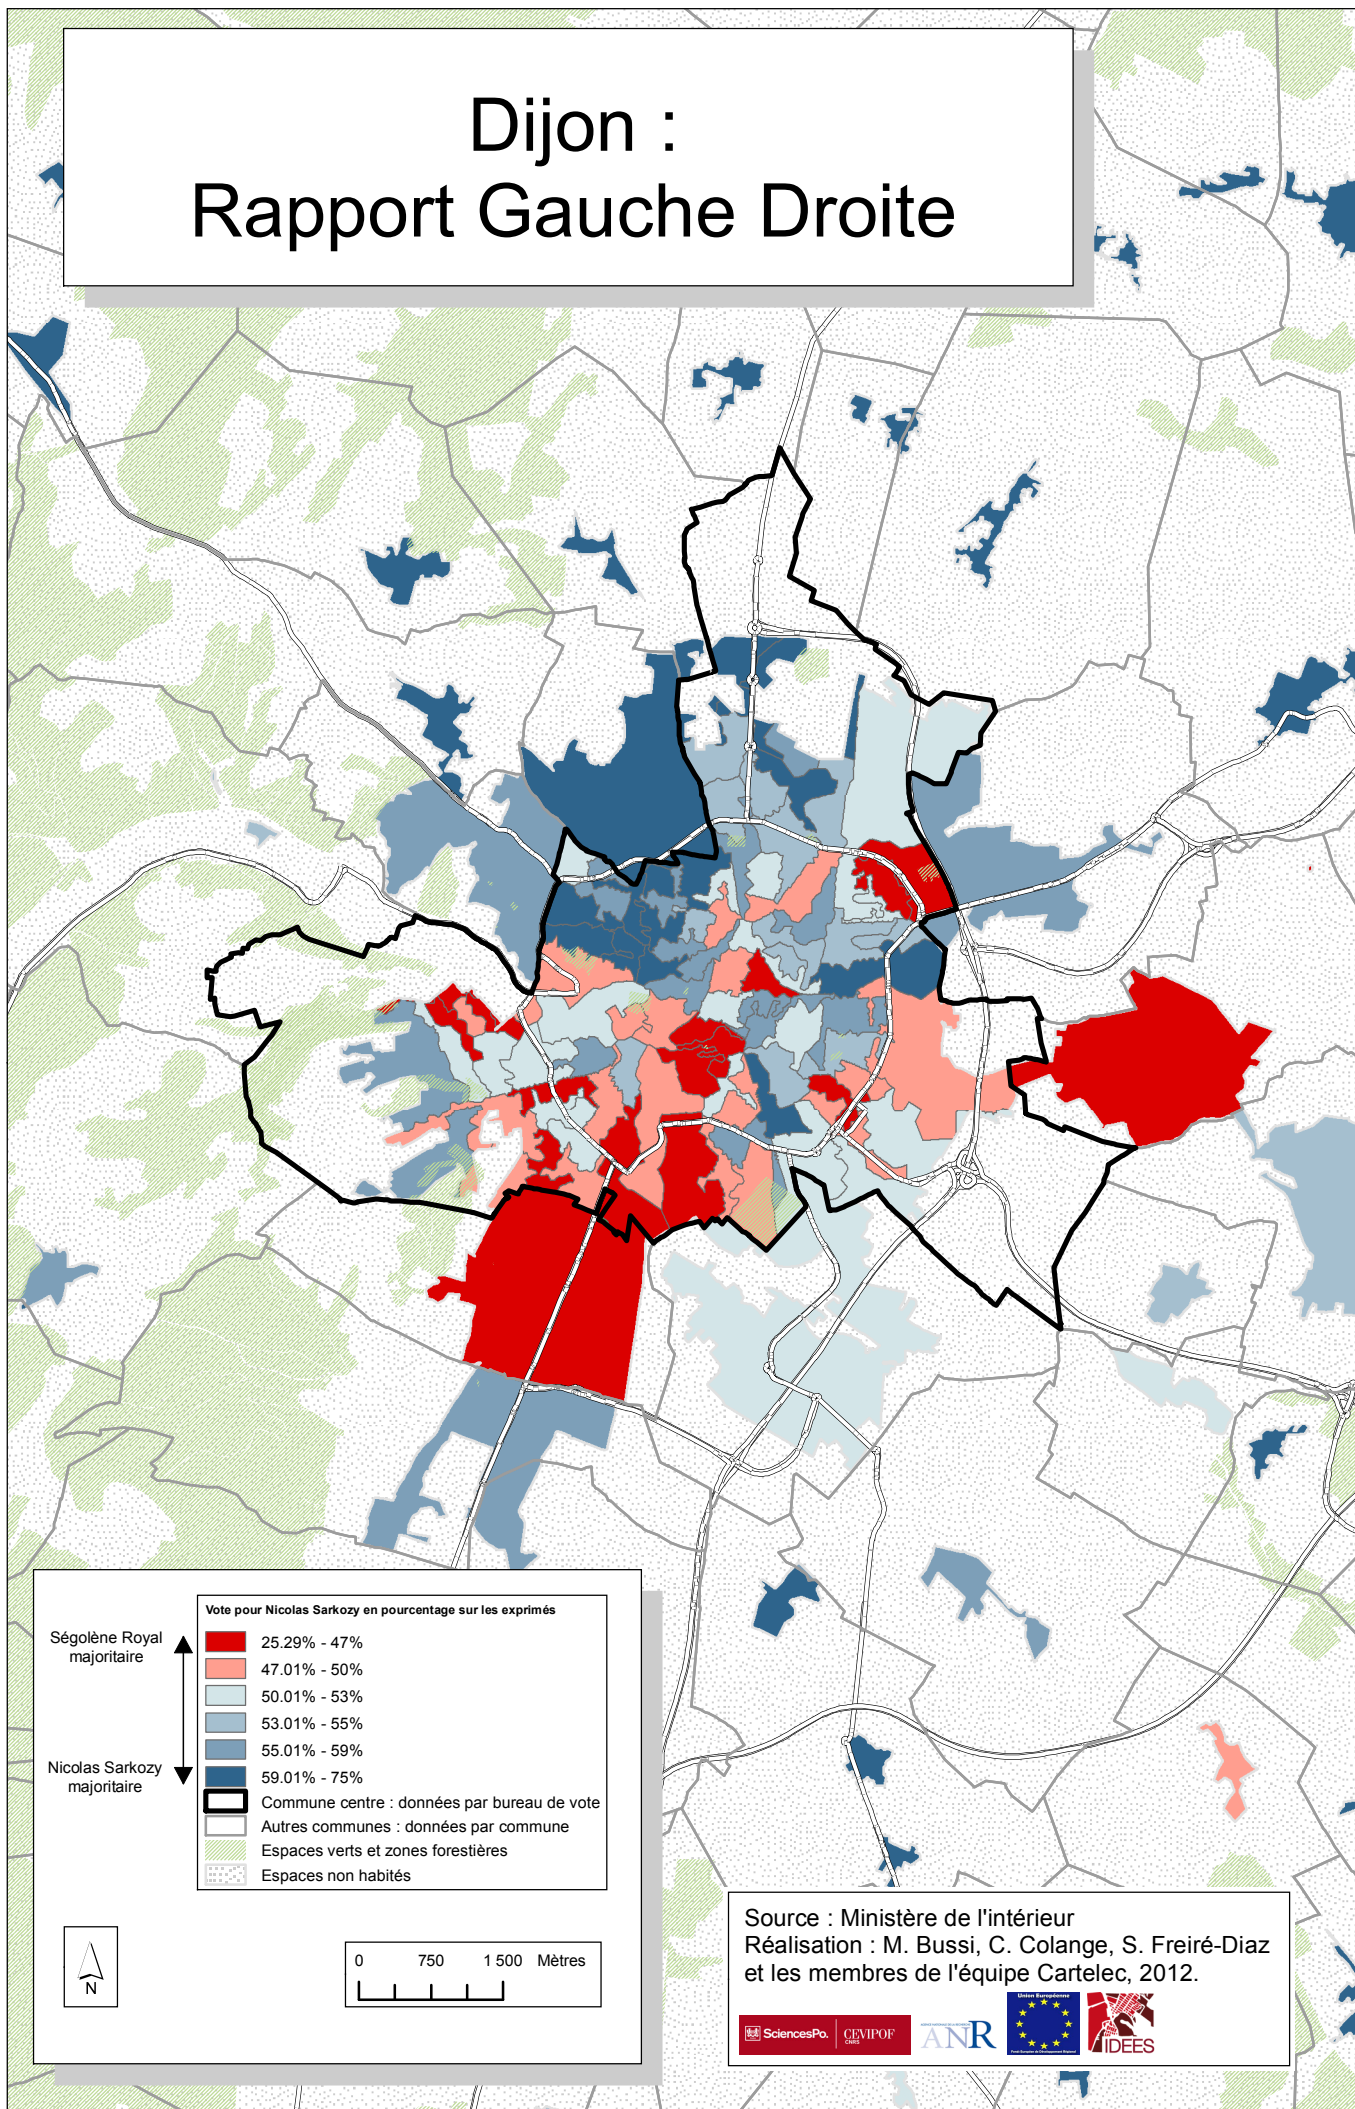 Dijon :
Rapport Gauche Droite
Vote pour Nicolas Sarkozy en pourcentage sur les exprimés
Ségolène Royal
majoritaire
Nicolas Sarkozy
majoritaire
25.29% - 47%
47.01% - 50%
50.01% - 53%
53.01% - 55%
55.01% - 59%
59.01% - 75%
Commune centre : données par bureau de vote
Autres communes : données par commune
Espaces verts et zones forestières
Espaces non habités
N
0 750 1 500 Mètres
Source : Ministère de l'intérieur
Réalisation : M. Bussi, C. Colange, S. Freiré-Diaz
et les membres de l'équipe Cartelec, 2012.
SciencesPo.
CEVIPOF
CNRS
ANR
Union Européenne
IDEES